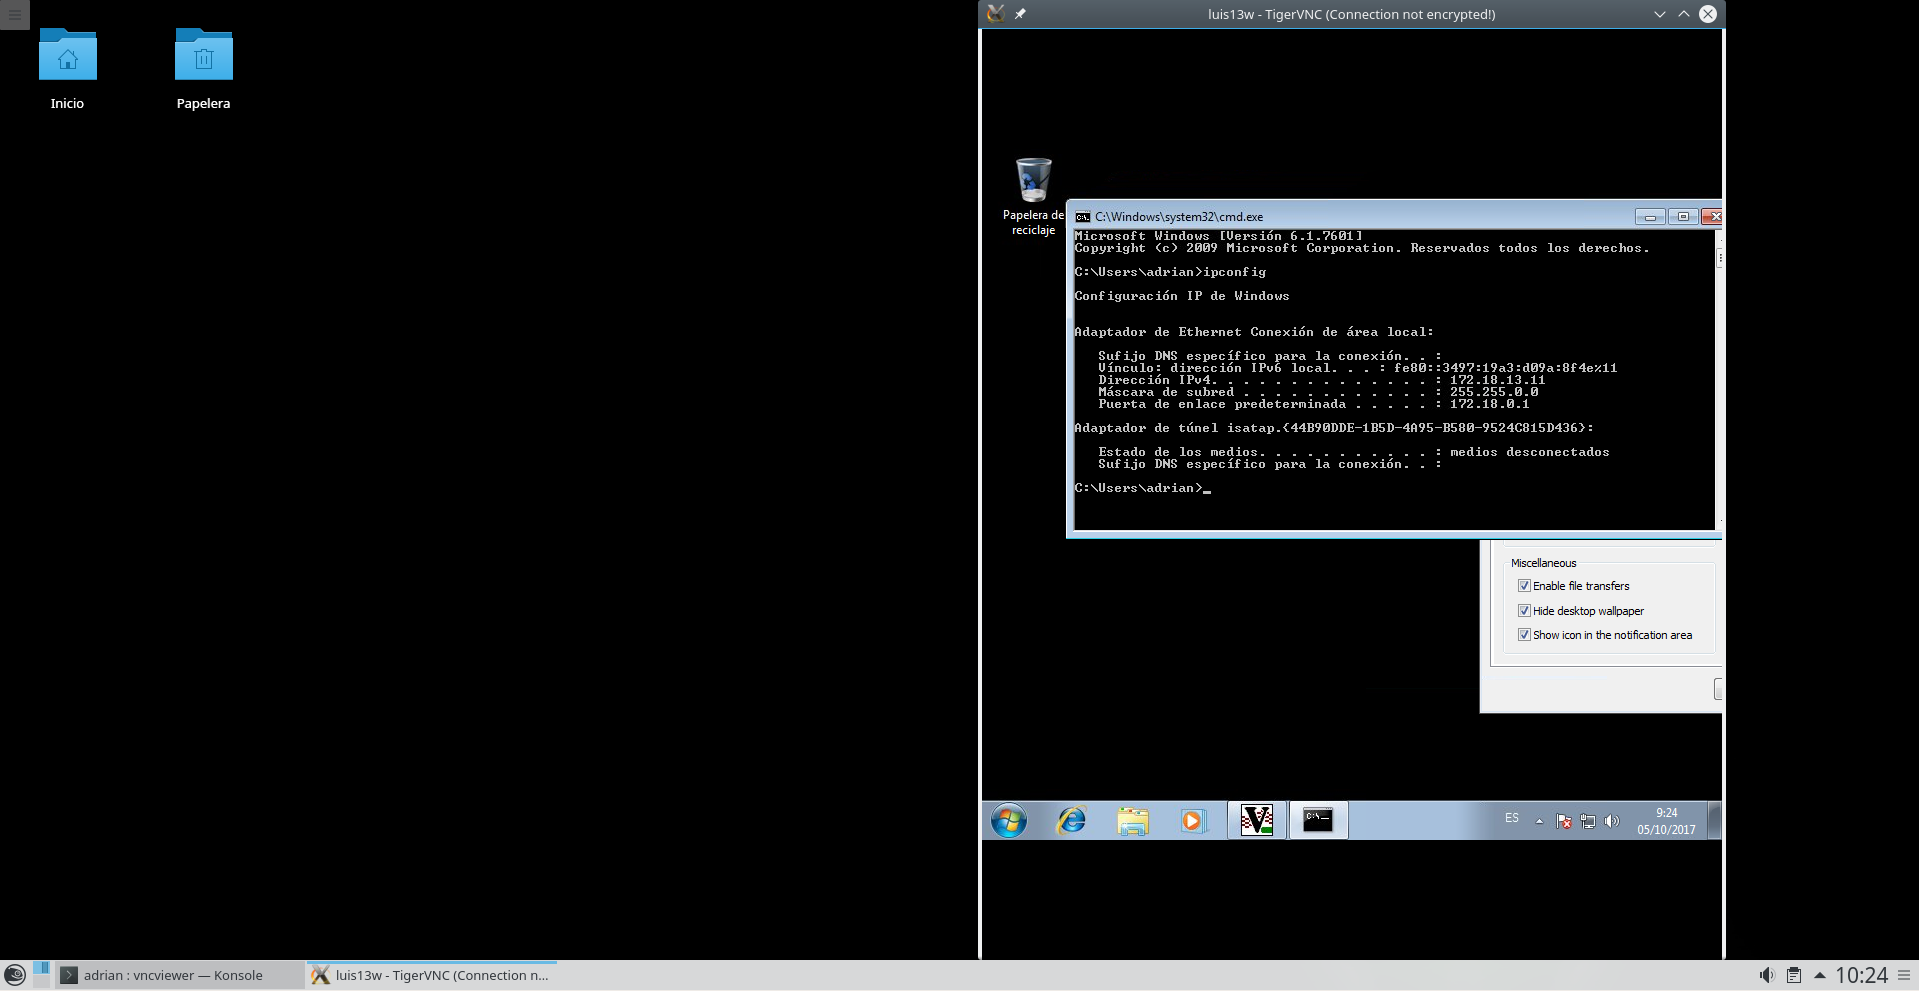 luis13w - TigerVNC (Connection not encrypted!)
Inicio
Papelera
Papelera de
reciclaje
C:\Windows\system32\cmd.exe
Microsoft Windows [Versión 6.1.7601]
Copyright (c) 2009 Microsoft Corporation. Reservados todos los derechos.
C:\Users\adrian>ipconfig
Configuración IP de Windows
Adaptador de Ethernet Conexión de área local:
Sufijo DNS específico para la conexión. . :
Vínculo: dirección IPv6 local. . . : fe80::3497:19a3:d09a:8f4e%11
Dirección IPv4. . . . . . . . . . . . . . : 172.18.13.11
Máscara de subred . . . . . . . . . . . . : 255.255.0.0
Puerta de enlace predeterminada . . . . . : 172.18.0.1
Adaptador de túnel isatap.{44B90DDE-1B5D-4A95-B580-9524C815D436}:
Estado de los medios. . . . . . . . . . . : medios desconectados
Sufijo DNS específico para la conexión. . :
C:\Users\adrian>_
Miscellaneous
Enable file transfers
Hide desktop wallpaper
Show icon in the notification area
ES
9:24
05/10/2017
adrian : vncviewer — Konsole
luis13w - TigerVNC (Connection n...
10:24